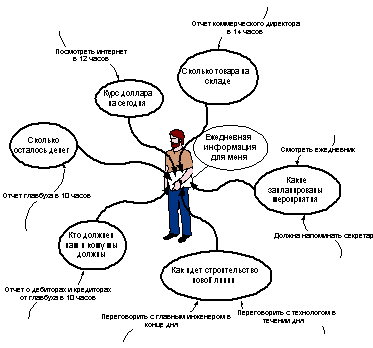 Отчет коммерческого директора
в 14 часов
Посмотреть интернет
в 12 часов
Сколько товара на
складе
Курс доллара
на сегодня
Ежедневная
информация
для меня
Сколько
осталось денег
Смотреть ежедневник
Какие
запланированы
мероприятия
Отчет главбуха в 10 часов
Кто должен
нам и кому мы
должны
Должна напоминать секретарь
Как идет строительство
новой линии
Отчет о дебиторах и кредиторах
от главбуха в 10 часов
Переговорить с главным инженером в
конце дня
Переговорить с технологом в
течении дня